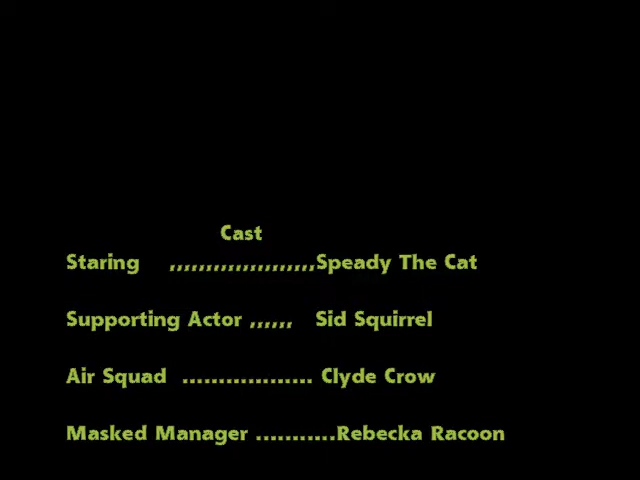 Cast
Staring ,,,,,,,,,,,,,,,,,,,,Speady The Cat
Supporting Actor ,,,,,, Sid Squirrel
Air Squad .................. Clyde Crow
Masked Manager ...........Rebecka Racoon